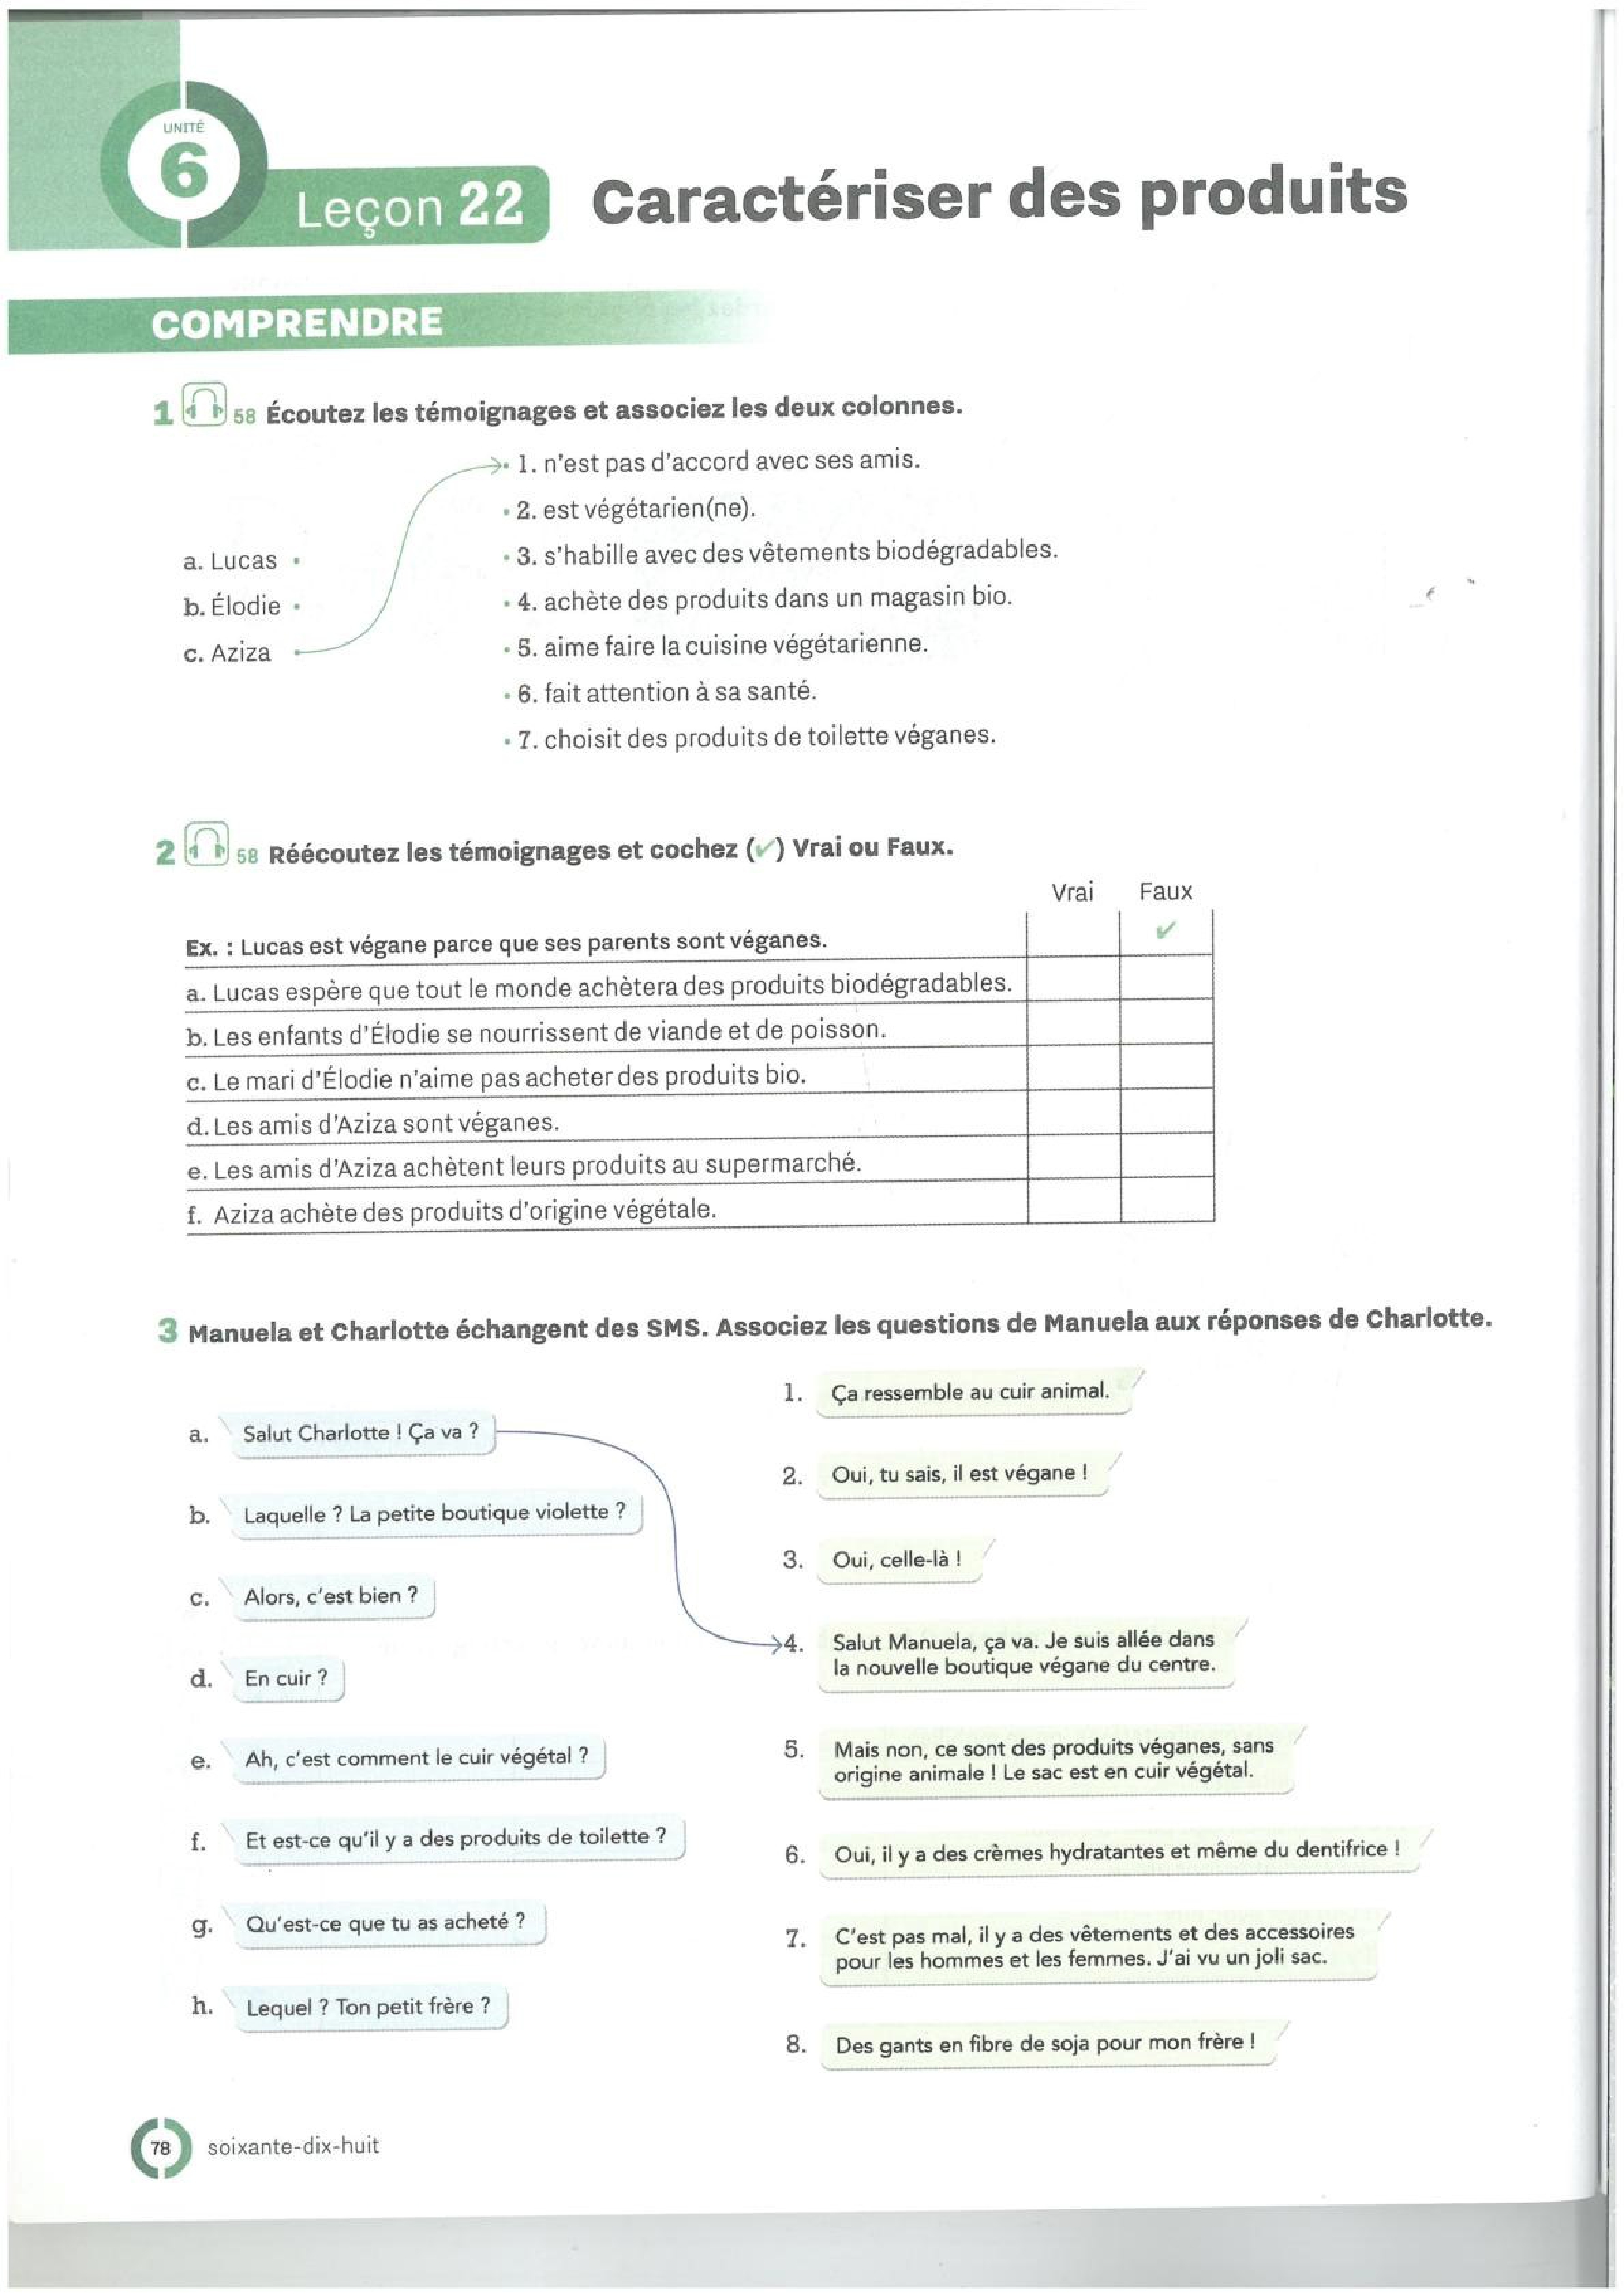 UNITÉ
6
Leçon 22
Caractériser des produits
COMPRENDRE
1 58 Écoutez les témoignages et associez les deux colonnes.
a. Lucas
b. Élodie
c. Aziza
1. n'est pas d'accord avec ses amis.
2. est végétarien(ne).
3. s'habille avec des vêtements biodégradables.
4. achète des produits dans un magasin bio.
5. aime faire la cuisine végétarienne.
6. fait attention à sa santé.
7. choisit des produits de toilette véganes.
2 58 Réécoutez les témoignages et cochez (✔) Vrai ou Faux.
Vrai Faux
Ex. : Lucas est végane parce que ses parents sont véganes. ✔
a. Lucas espère que tout le monde achètera des produits biodégradables.
b. Les enfants d'Élodie se nourrissent de viande et de poisson.
c. Le mari d'Élodie n'aime pas acheter des produits bio.
d. Les amis d'Aziza sont véganes.
e. Les amis d'Aziza achètent leurs produits au supermarché.
f. Aziza achète des produits d'origine végétale.
3 Manuela et Charlotte échangent des SMS. Associez les questions de Manuela aux réponses de Charlotte.
a. Salut Charlotte ! Ça va ?
b. Laquelle ? La petite boutique violette ?
c. Alors, c'est bien ?
d. En cuir ?
e. Ah, c'est comment le cuir végétal ?
f. Et est-ce qu'il y a des produits de toilette ?
g. Qu'est-ce que tu as acheté ?
h. Lequel ? Ton petit frère ?
1. Ça ressemble au cuir animal.
2. Oui, tu sais, il est végane !
3. Oui, celle-là !
4. Salut Manuela, ça va. Je suis allée dans
la nouvelle boutique végane du centre.
5. Mais non, ce sont des produits véganes, sans
origine animale ! Le sac est en cuir végétal.
6. Oui, il y a des crèmes hydratantes et même du dentifrice !
7. C'est pas mal, il y a des vêtements et des accessoires
pour les hommes et les femmes. J'ai vu un joli sac.
8. Des gants en fibre de soja pour mon frère !
78 soixante-dix-huit